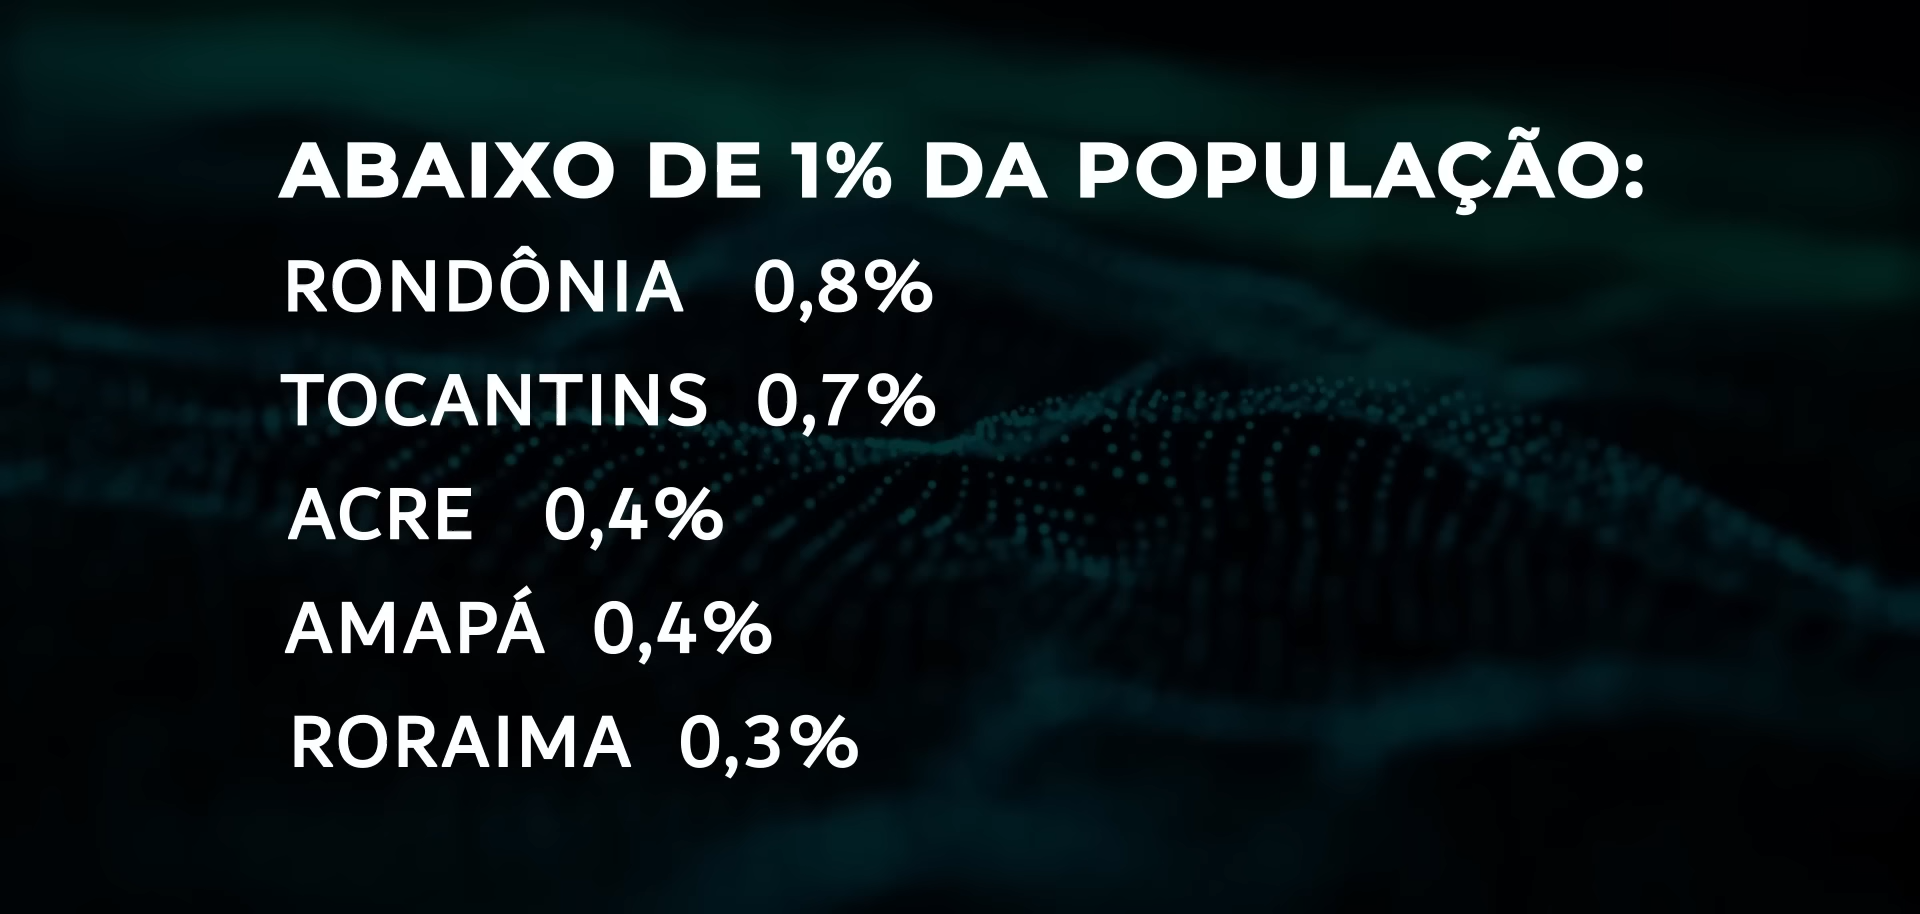 ABAIXO DE 1% DA POPULAÇÃO:
RONDÔNIA 0,8%
TOCANTINS 0,7%
ACRE 0,4%
AMAPÁ 0,4%
RORAIMA 0,3%